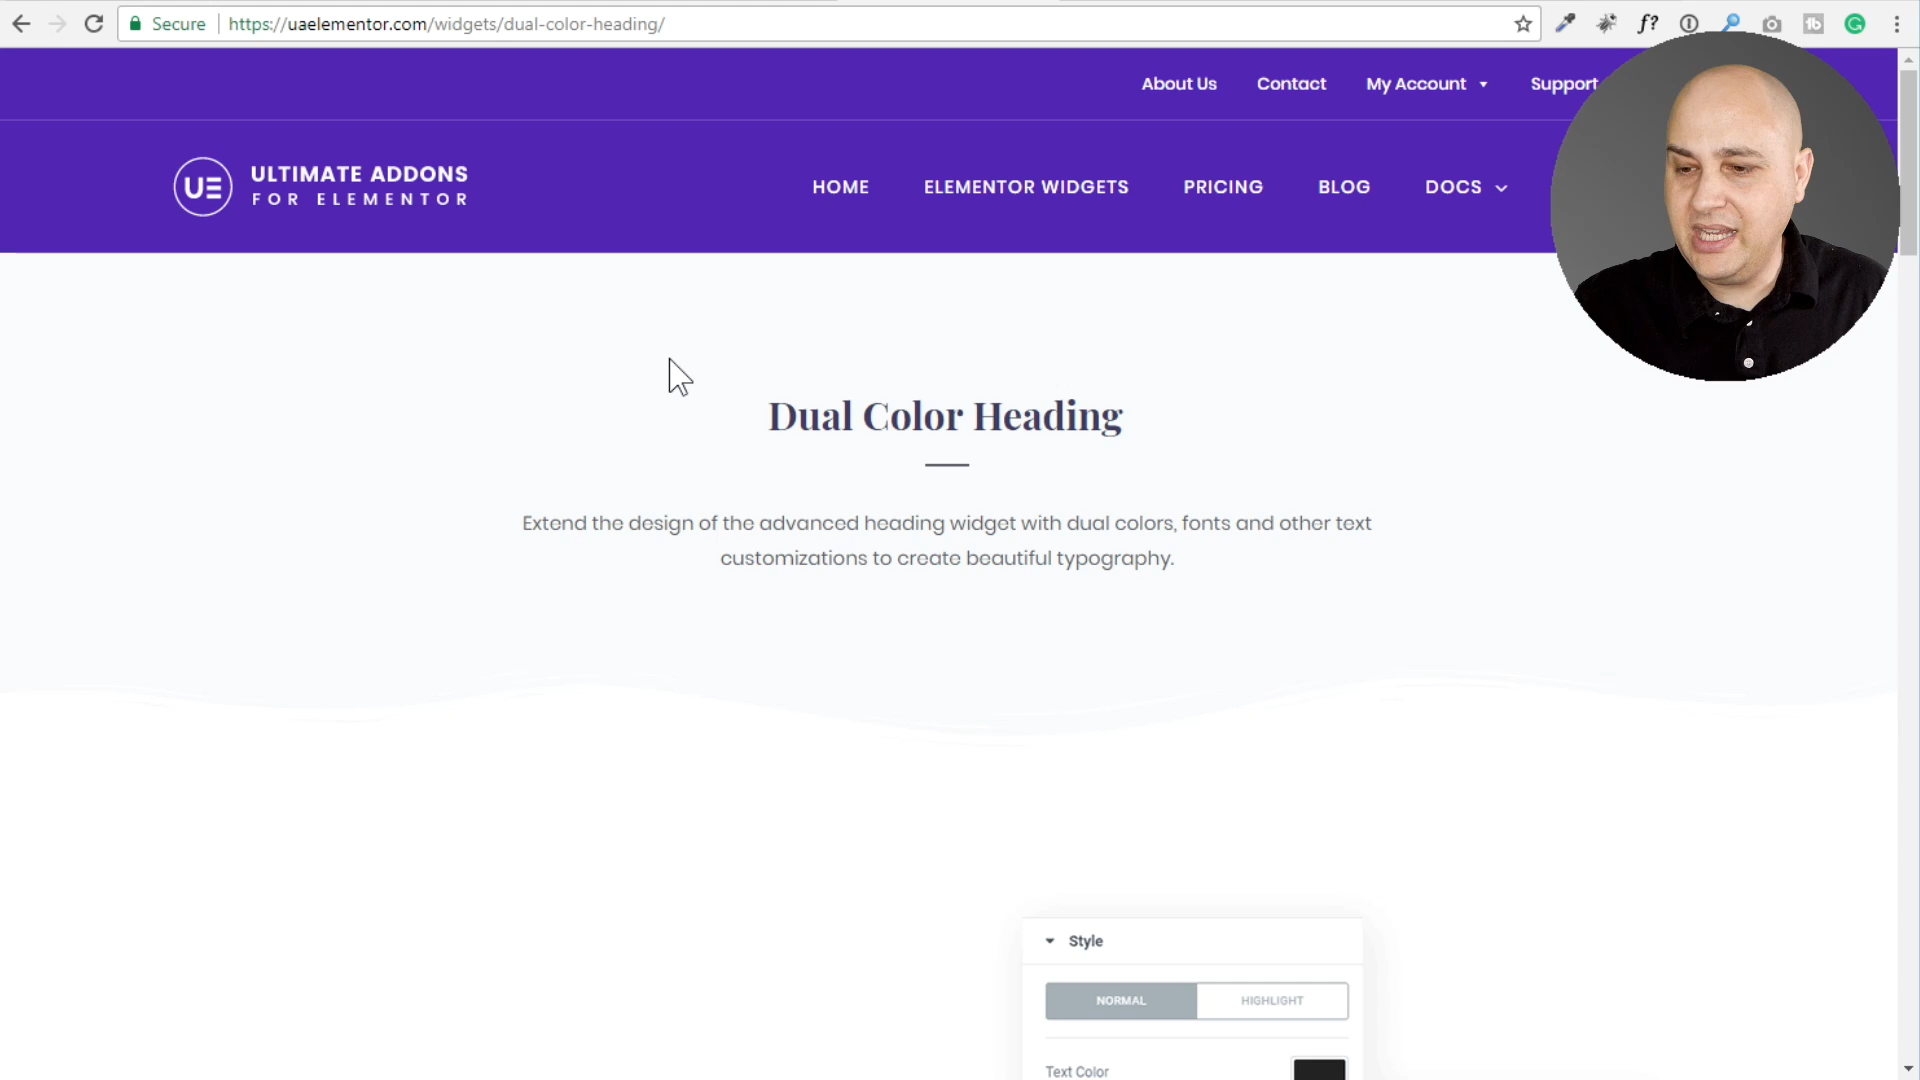 Secure https://uaelementor.com/widgets/dual-color-heading/
f? tb G
About Us Contact My Account Support
UE ULTIMATE ADDONS
FOR ELEMENTOR
HOME ELEMENTOR WIDGETS PRICING BLOG DOCS
Dual Color Heading
Extend the design of the advanced heading widget with dual colors, fonts and other text
customizations to create beautiful typography.
Style
NORMAL HIGHLIGHT
Text Color